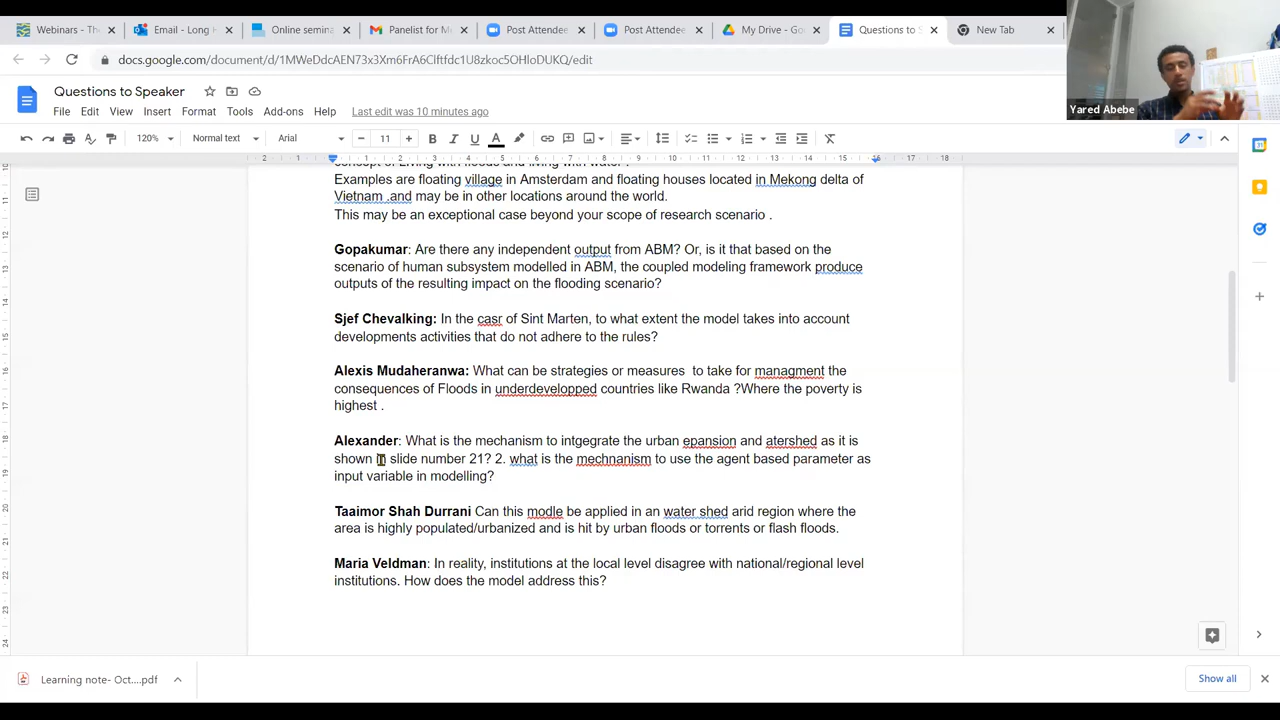 Webinars - The
Email - Long H
Online semina
Panelist for M
Post Attendee
Post Attendee
My Drive - Goo
Questions to S
New Tab
docs.google.com/document/d/1MWeDdcAEN73x3Xm6FrA6Clftfdc1U8zkoc5OHloDUKQ/edit
Yared Abebe
Questions to Speaker
File Edit View Insert Format Tools Add-ons Help Last edit was 10 minutes ago
120% Normal text Arial 11
Examples are floating village in Amsterdam and floating houses located in Mekong delta of
Vietnam .and may be in other locations around the world.
This may be an exceptional case beyond your scope of research scenario .
Gopakumar: Are there any independent output from ABM? Or, is it that based on the
scenario of human subsystem modelled in ABM, the coupled modeling framework produce
outputs of the resulting impact on the flooding scenario?
Sjef Chevalking: In the casr of Sint Marten, to what extent the model takes into account
developments activities that do not adhere to the rules?
Alexis Mudaheranwa: What can be strategies or measures to take for managment the
consequences of Floods in underdevelopped countries like Rwanda ?Where the poverty is
highest .
Alexander: What is the mechanism to intgegrate the urban epansion and atershed as it is
shown in slide number 21? 2. what is the mechnanism to use the agent based parameter as
input variable in modelling?
Taaimor Shah Durrani Can this modle be applied in an water shed arid region where the
area is highly populated/urbanized and is hit by urban floods or torrents or flash floods.
Maria Veldman: In reality, institutions at the local level disagree with national/regional level
institutions. How does the model address this?
Learning note- Oct....pdf
Show all